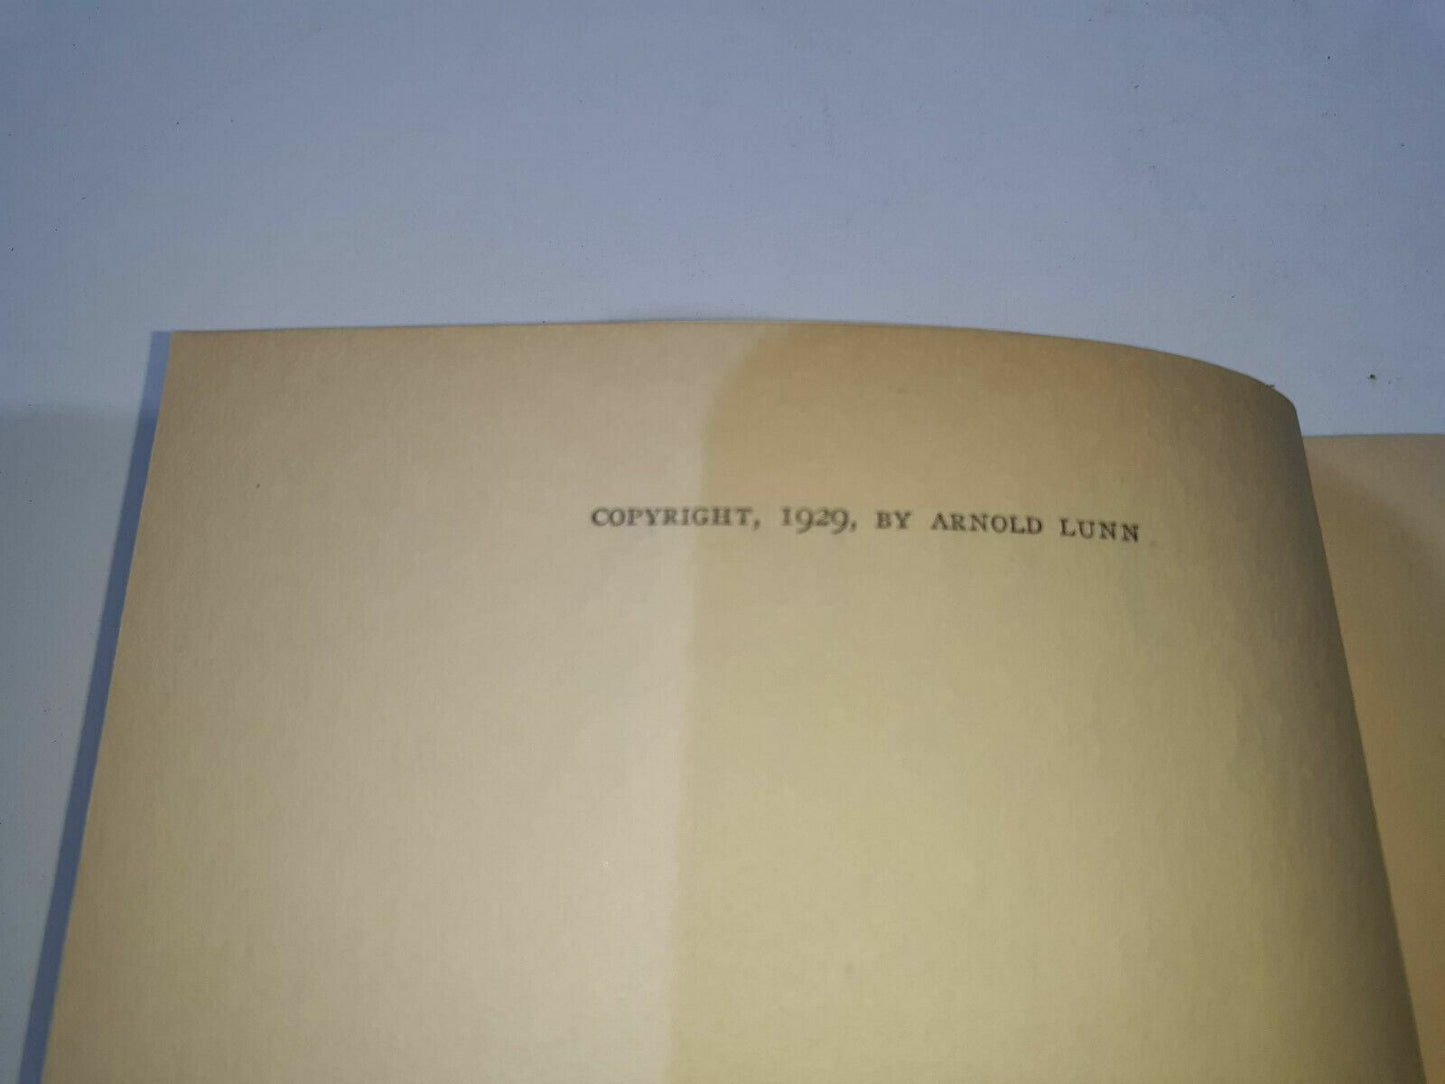 COPYRIGHT, 1929, BY ARNOLD LUNN